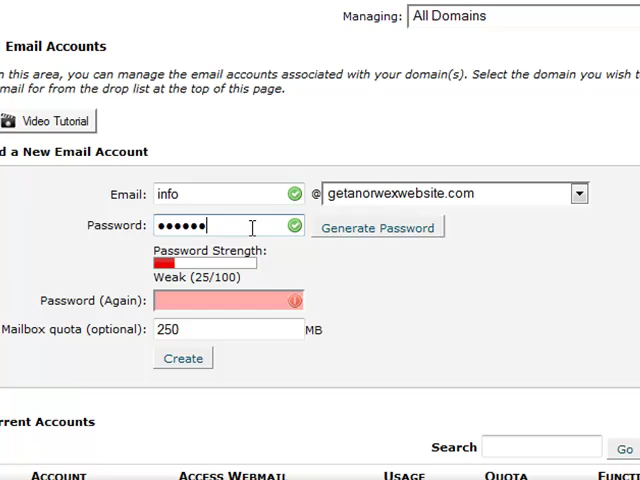 Managing: All Domains
Email Accounts
n this area, you can manage the email accounts associated with your domain(s). Select the domain you wish t
mail for from the drop list at the top of this page.
Video Tutorial
d a New Email Account
Email: info @ getanorwexwebsite.com
Password: ●●●●●● Generate Password
Password Strength:
Weak (25/100)
Password (Again):
Mailbox quota (optional): 250 MB
Create
rrent Accounts
Search Go
Account Access Webmail Usage Quota Functi